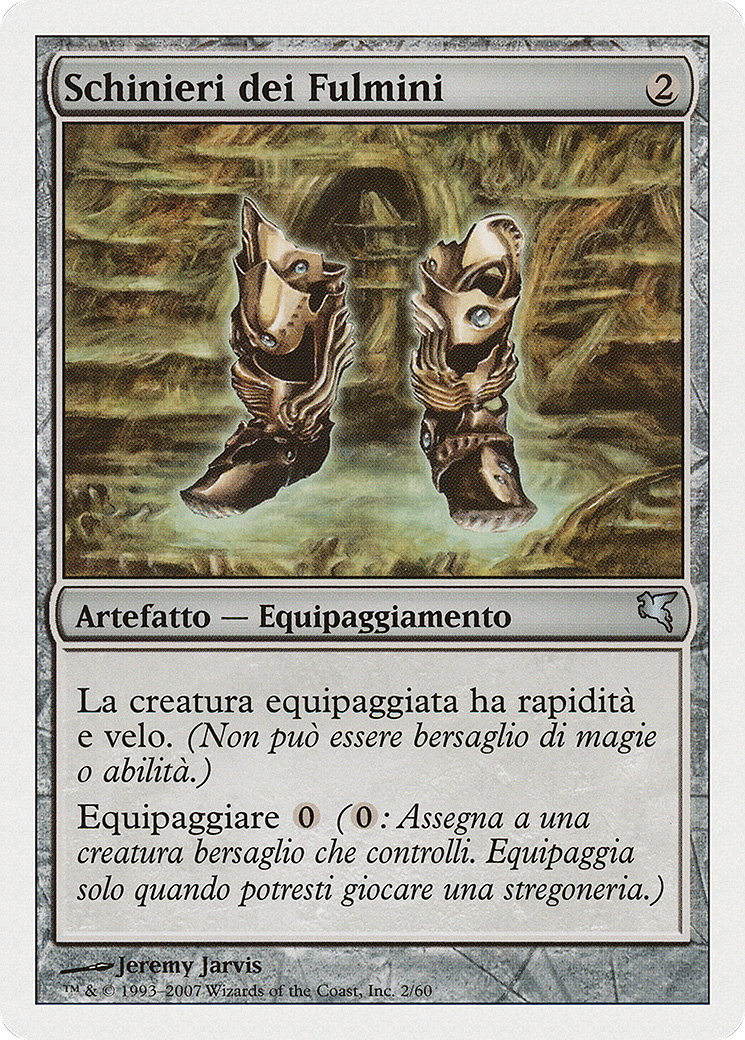 Schinieri dei Fulmini 2
Artefatto — Equipaggiamento
La creatura equipaggiata ha rapidità
e velo. (Non può essere bersaglio di magie
o abilità.)
Equipaggiare 0 (0: Assegna a una
creatura bersaglio che controlli. Equipaggia
solo quando potresti giocare una stregoneria.)
Jeremy Jarvis
™ & © 1993–2007 Wizards of the Coast, Inc. 2/60